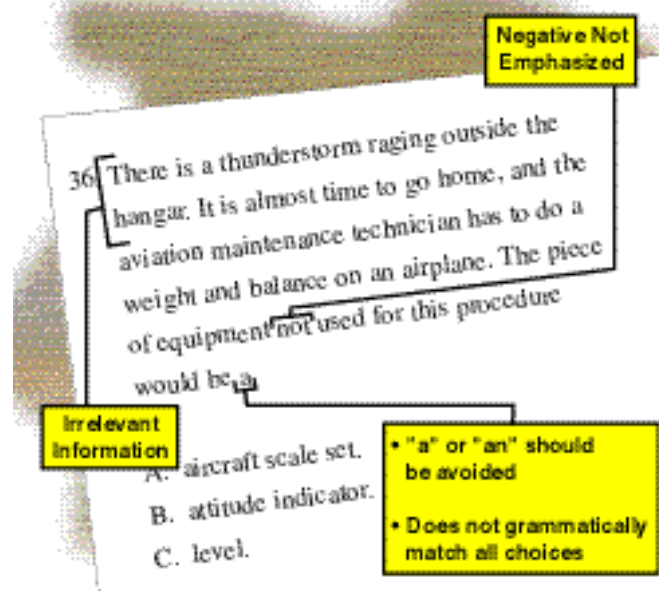 Negative Not
Emphasized
36. There is a thunderstorm raging outside the
hangar. It is almost time to go home, and the
aviation maintenance technician has to do a
weight and balance on an airplane. The piece
of equipment not used for this procedure
would be a
Irrelevant
Information
• "a" or "an" should
be avoided
• Does not grammatically
match all choices
A. aircraft scale set.
B. attitude indicator.
C. level.